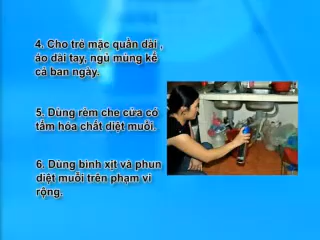 4. Cho trẻ mặc quần dài ,
áo dài tay, ngủ mùng kể
cả ban ngày.
5. Dùng rèm che cửa có
tẩm hóa chất diệt muỗi.
6. Dùng bình xịt và phun
diệt muỗi trên phạm vi
rộng.